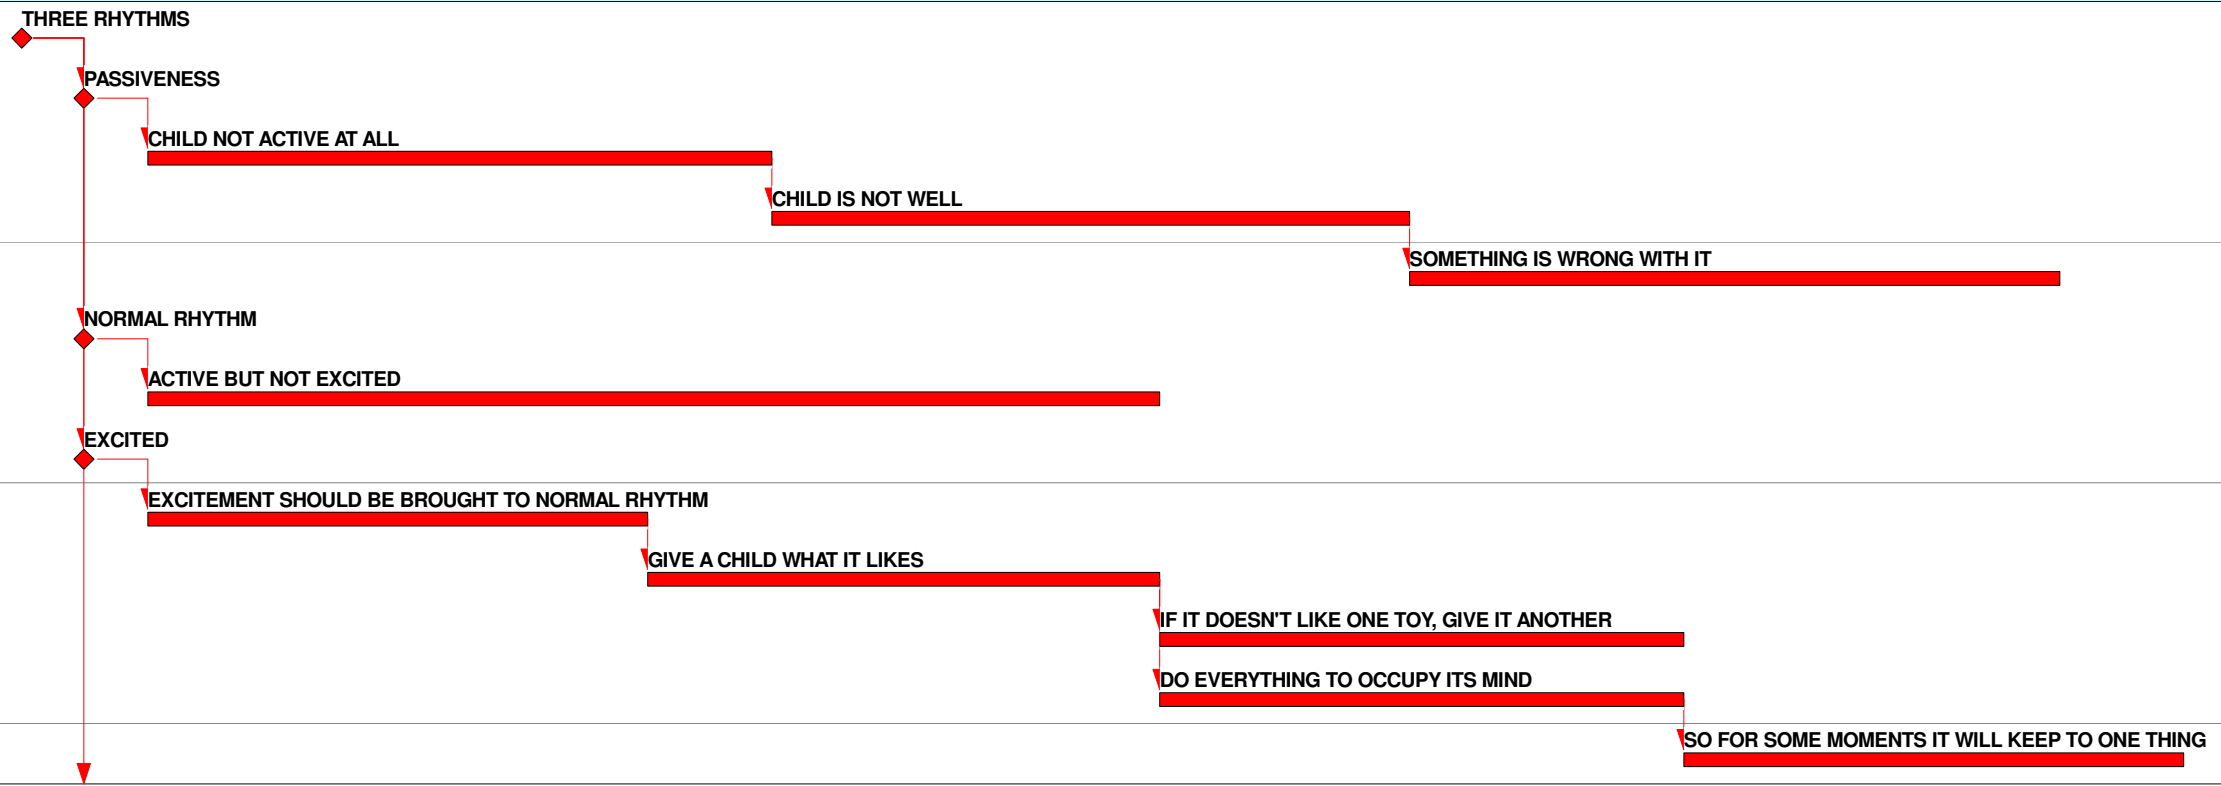 THREE RHYTHMS
PASSIVENESS
CHILD NOT ACTIVE AT ALL
CHILD IS NOT WELL
SOMETHING IS WRONG WITH IT
NORMAL RHYTHM
ACTIVE BUT NOT EXCITED
EXCITED
EXCITEMENT SHOULD BE BROUGHT TO NORMAL RHYTHM
GIVE A CHILD WHAT IT LIKES
IF IT DOESN'T LIKE ONE TOY, GIVE IT ANOTHER
DO EVERYTHING TO OCCUPY ITS MIND
SO FOR SOME MOMENTS IT WILL KEEP TO ONE THING